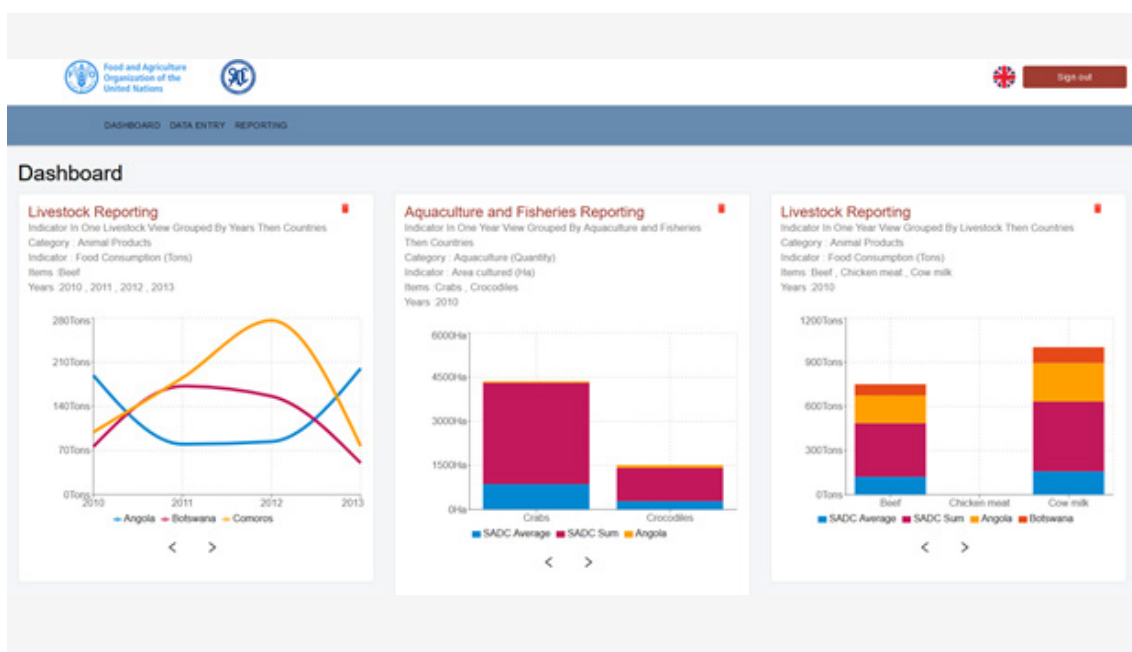 Food and Agriculture
Organization of the
United Nations
Sign out
DASHBOARD DATA ENTRY REPORTING
Dashboard
Livestock Reporting
Indicator In One Livestock View Grouped By Years Then Countries
Category : Animal Products
Indicator : Food Consumption (Tons)
Items :Beef
Years :2010 , 2011 , 2012 , 2013
280Tons
210Tons
140Tons
70Tons
0Tons
2010 2011 2012 2013
Angola Botswana Comoros
< >
Aquaculture and Fisheries Reporting
Indicator In One Year View Grouped By Aquaculture and Fisheries
Then Countries
Category : Aquaculture (Quantity)
Indicator : Area cultured (Ha)
Items :Crabs , Crocodiles
Years :2010
6000Ha
4500Ha
3000Ha
1500Ha
0Ha
Crabs Crocodiles
SADC Average SADC Sum Angola
< >
Livestock Reporting
Indicator In One Year View Grouped By Livestock Then Countries
Category : Animal Products
Indicator : Food Consumption (Tons)
Items :Beef , Chicken meat , Cow milk
Years :2010
1200Tons
900Tons
600Tons
300Tons
0Tons
Beef Chicken meat Cow milk
SADC Average SADC Sum Angola Botswana
< >